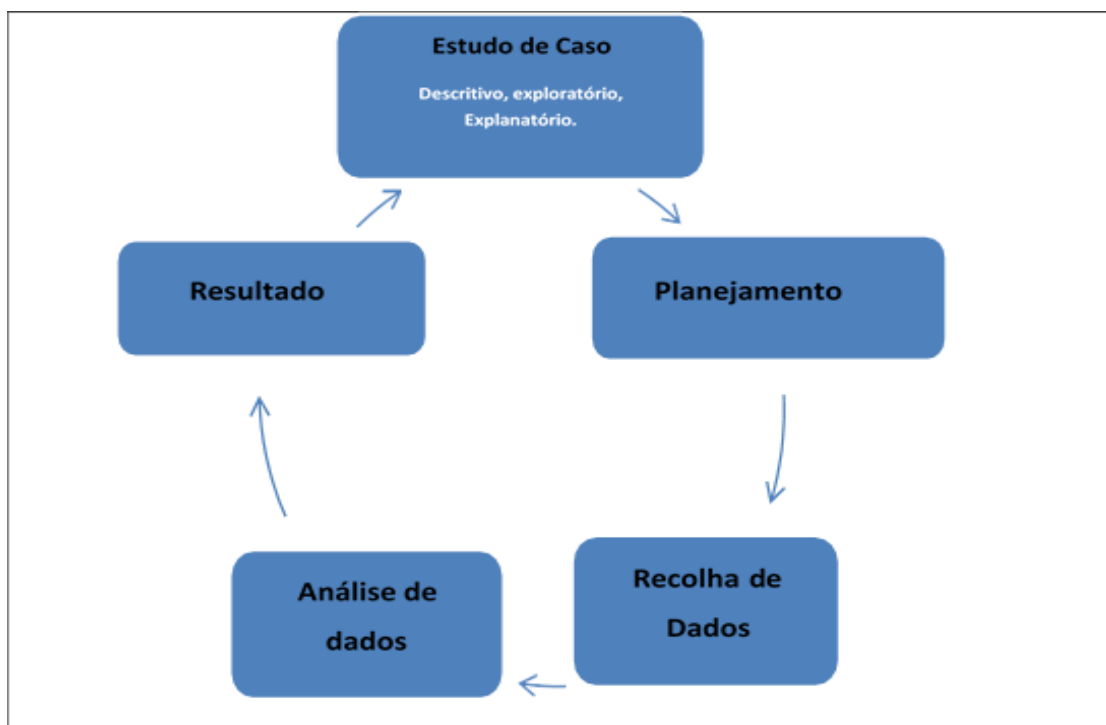 Estudo de Caso
Descritivo, exploratório,
Explanatório.
Resultado
Planejamento
Análise de
dados
Recolha de
Dados